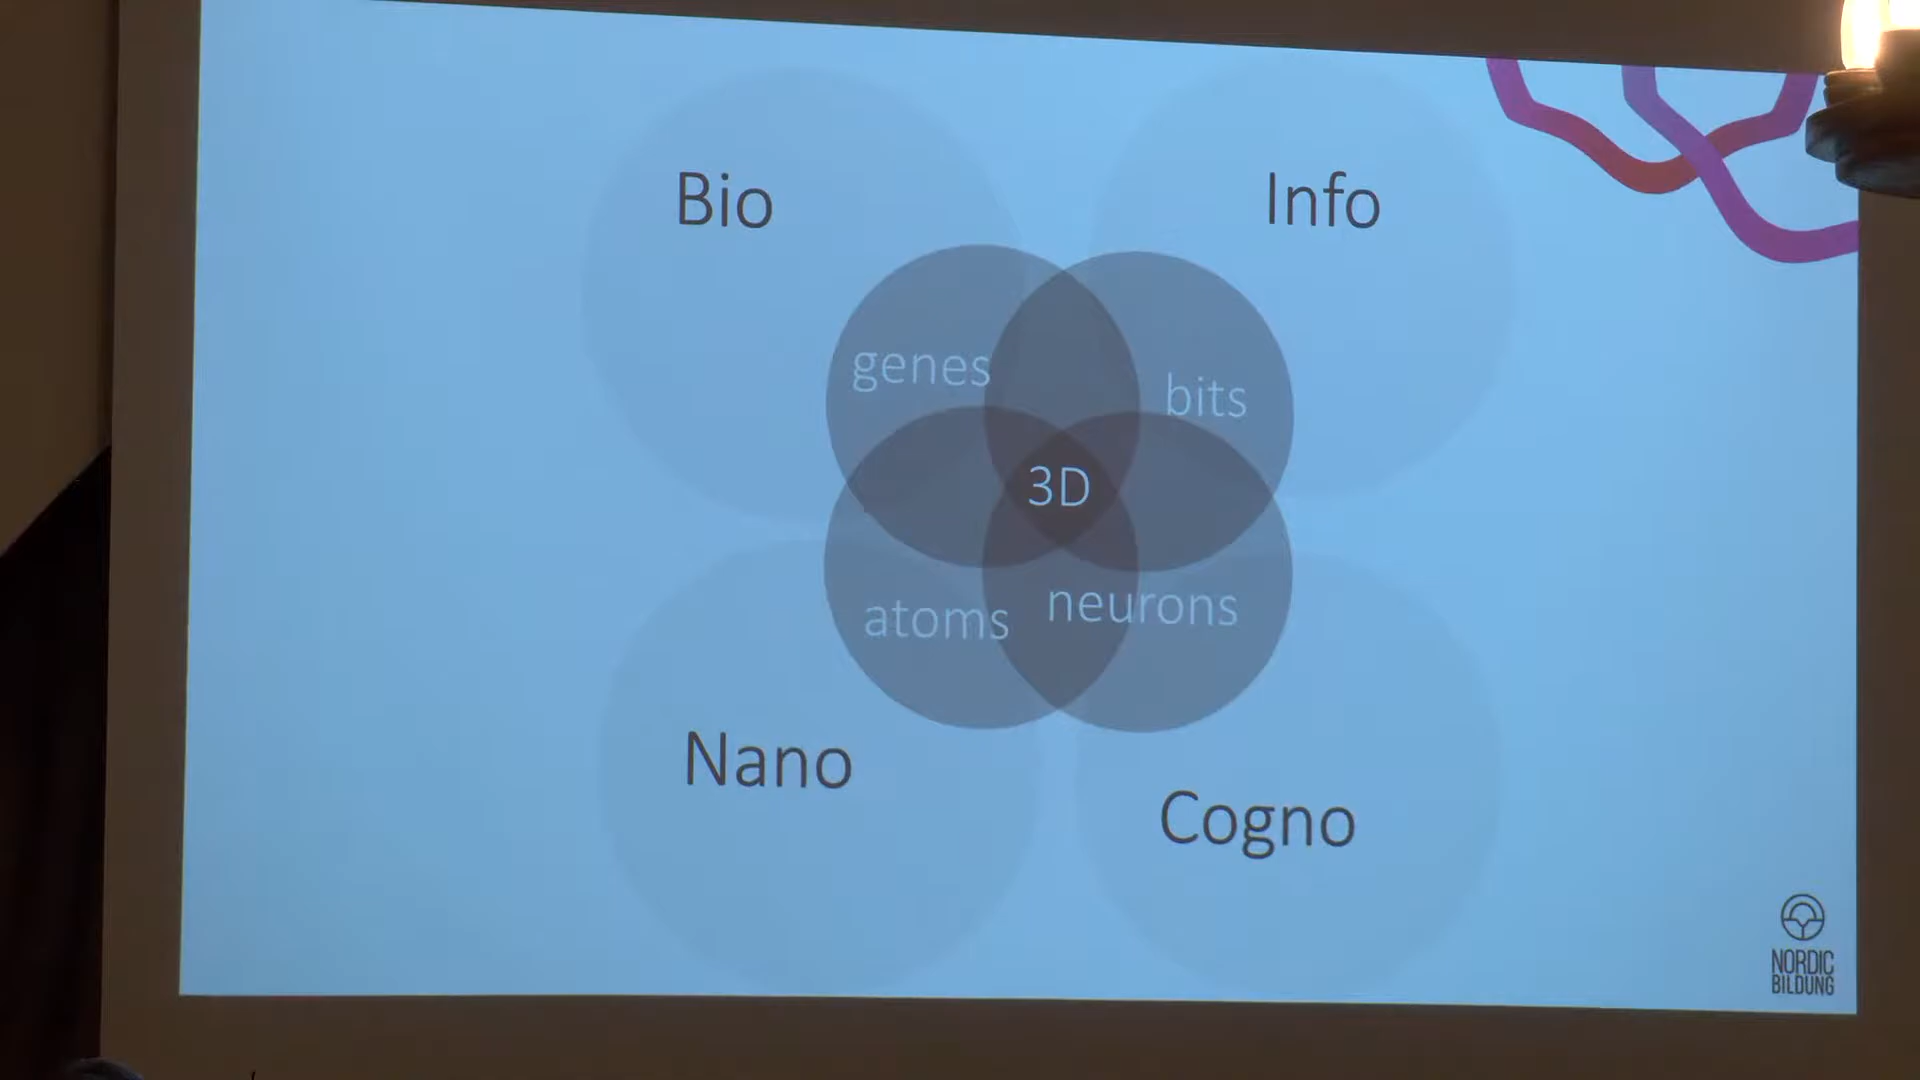 Bio
Info
genes
bits
3D
atoms
neurons
Nano
Cogno
NORDIC
BILDUNG